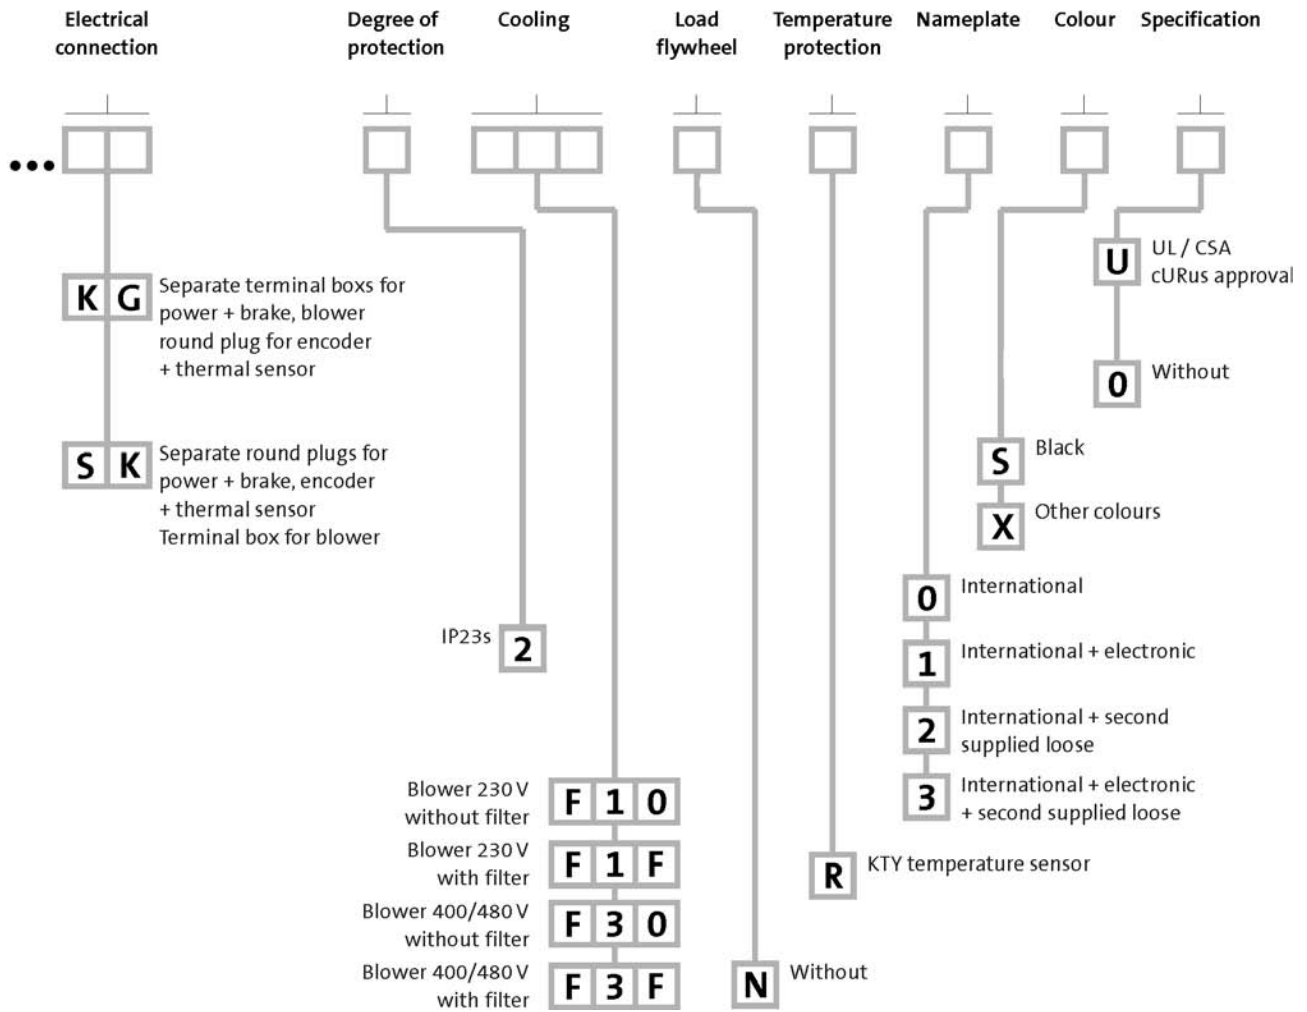 Electrical
connection
Degree of
protection
Cooling
Load
flywheel
Temperature
protection
Nameplate
Colour
Specification
•••
K G
Separate terminal boxs for
power + brake, blower
round plug for encoder
+ thermal sensor
S K
Separate round plugs for
power + brake, encoder
+ thermal sensor
Terminal box for blower
IP23s
2
Blower 230 V
without filter
F 1 0
Blower 230 V
with filter
F 1 F
Blower 400/480 V
without filter
F 3 0
Blower 400/480 V
with filter
F 3 F
N
Without
R
KTY temperature sensor
0
International
1
International + electronic
2
International + second
supplied loose
3
International + electronic
+ second supplied loose
S
Black
X
Other colours
U
UL / CSA
cURus approval
0
Without